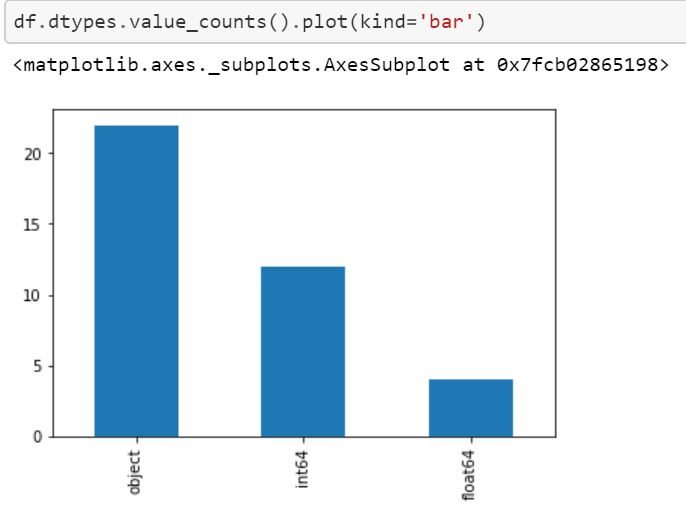 df.dtypes.value_counts().plot(kind='bar')
<matplotlib.axes._subplots.AxesSubplot at 0x7fcb02865198>
20
15
10
5
0
object
int64
float64